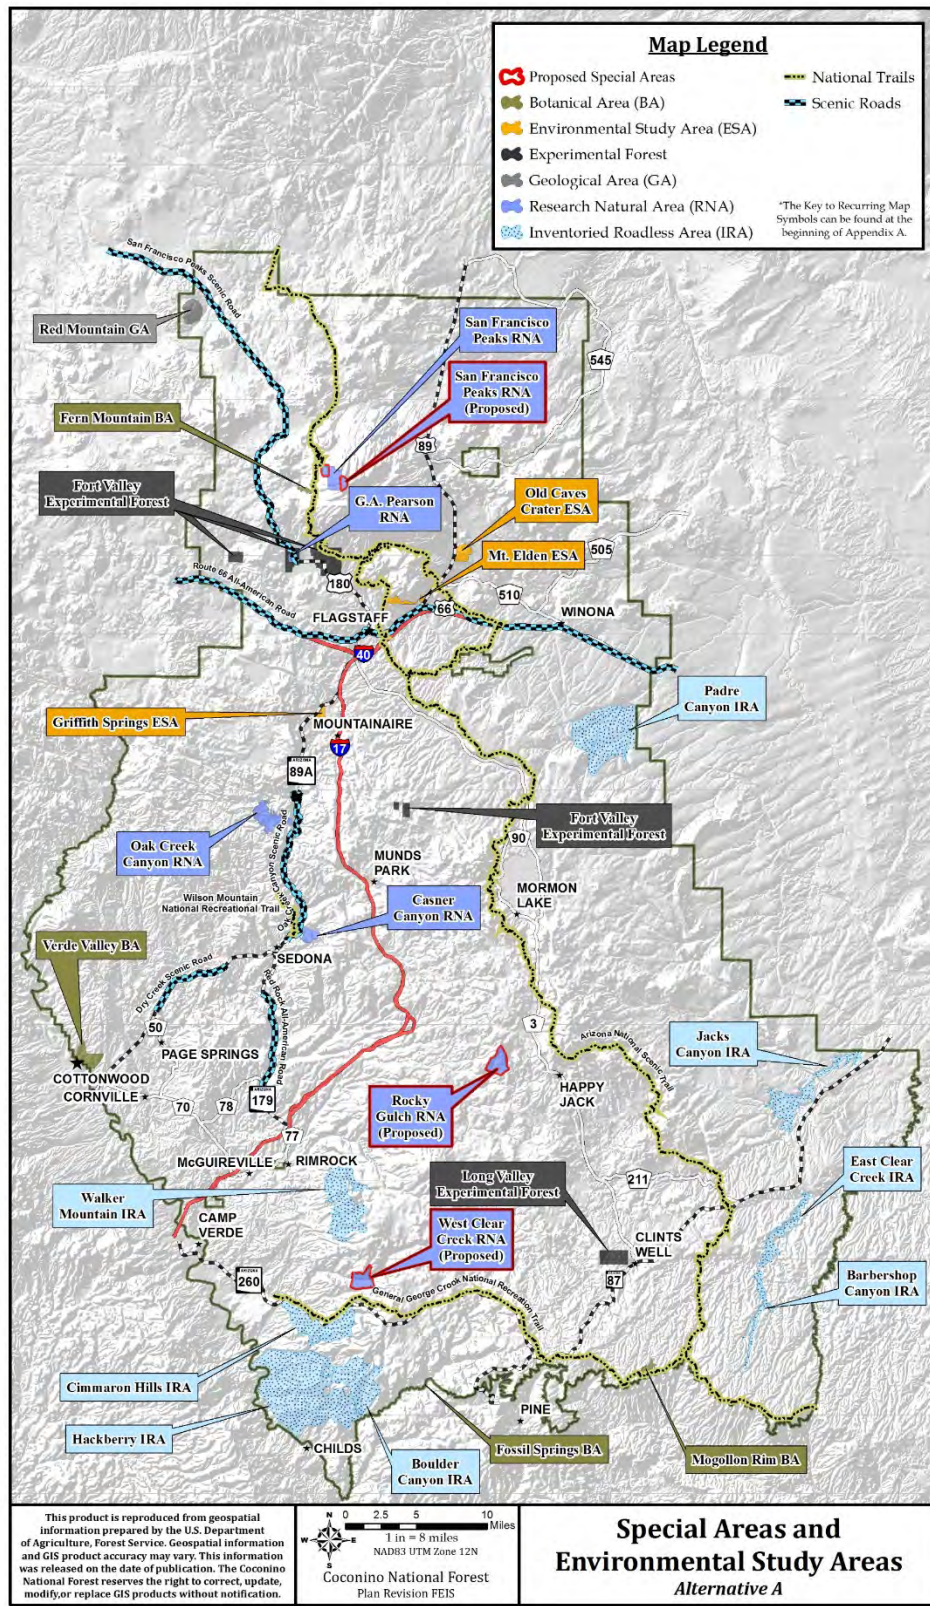 Map Legend
Proposed Special Areas
Botanical Area (BA)
Environmental Study Area (ESA)
Experimental Forest
Geological Area (GA)
Research Natural Area (RNA)
Inventoried Roadless Area (IRA)
National Trails
Scenic Roads
*The Key to Recurring Map
Symbols can be found at the
beginning of Appendix A.
San Francisco Peaks Scenic Road
Red Mountain GA
San Francisco
Peaks RNA
545
San Francisco
Peaks RNA
(Proposed)
Fern Mountain BA
89
Fort Valley
Experimental Forest
G.A. Pearson
RNA
Old Caves
Crater ESA
Mt. Elden ESA
505
Route 66 All-American Road
180
510
66
FLAGSTAFF
WINONA
40
Padre
Canyon IRA
Griffith Springs ESA
MOUNTAINAIRE
17
ARIZONA
89A
Fort Valley
Experimental Forest
Oak Creek
Canyon RNA
Oak Creek Canyon Scenic Road
90
MUNDS
PARK
MORMON
LAKE
Wilson Mountain
National Recreational Trail
Casner
Canyon RNA
Verde Valley BA
SEDONA
Dry Creek Scenic Road
Red Rock All-American Road
50
3
Arizona National Scenic Trail
Jacks
Canyon IRA
PAGE SPRINGS
COTTONWOOD
CORNVILLE
HAPPY
JACK
70
78
ARIZONA
179
Rocky
Gulch RNA
(Proposed)
77
McGUIREVILLE
RIMROCK
Long Valley
Experimental Forest
211
East Clear
Creek IRA
Walker
Mountain IRA
CAMP
VERDE
West Clear
Creek RNA
(Proposed)
CLINTS
WELL
ARIZONA
260
ARIZONA
87
Barbershop
Canyon IRA
General George Crook National Recreation Trail
Cimmaron Hills IRA
Hackberry IRA
PINE
CHILDS
Boulder
Canyon IRA
Fossil Springs BA
Mogollon Rim BA
This product is reproduced from geospatial
information prepared by the U.S. Department
of Agriculture, Forest Service. Geospatial information
and GIS product accuracy may vary. This information
was released on the date of publication. The Coconino
National Forest reserves the right to correct, update,
modify,or replace GIS products without notification.
N
W E
S
0 2.5 5 10
Miles
1 in = 8 miles
NAD83 UTM Zone 12N
Coconino National Forest
Plan Revision FEIS
Special Areas and
Environmental Study Areas
Alternative A